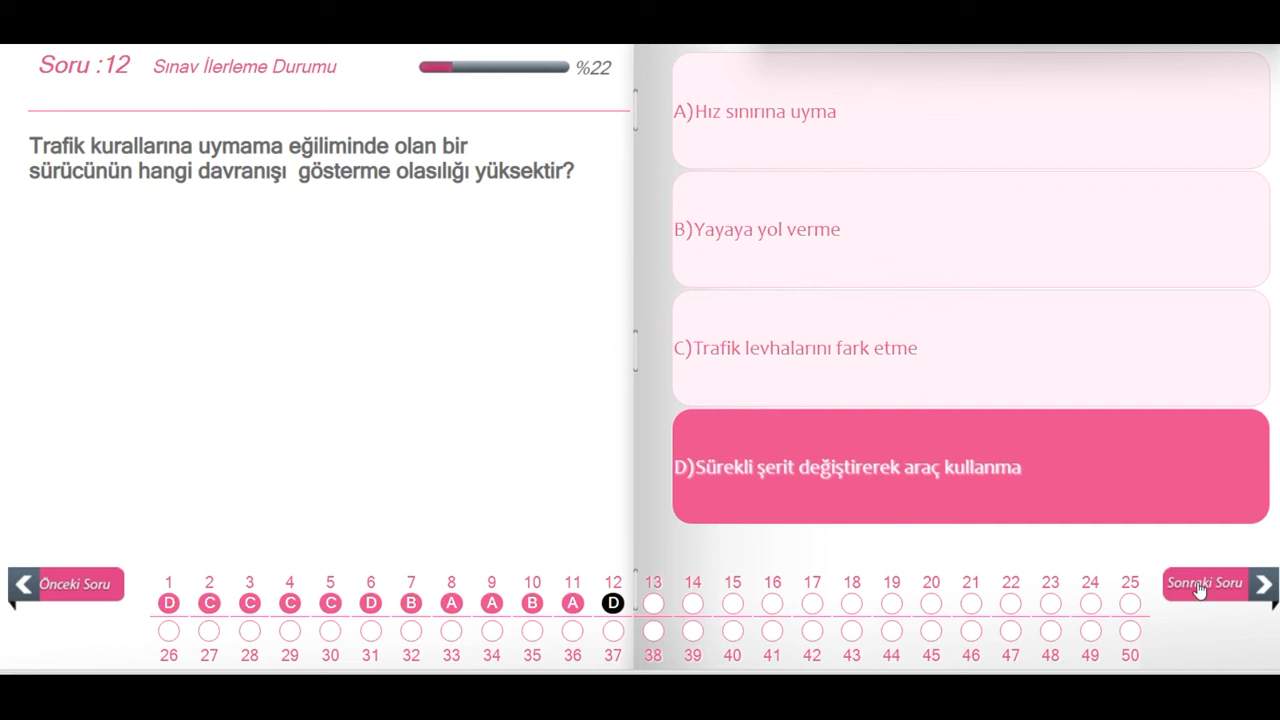 Soru :12 Sınav İlerleme Durumu %22
Trafik kurallarına uymama eğiliminde olan bir
sürücünün hangi davranışı gösterme olasılığı yüksektir?
A)Hız sınırına uyma
B)Yayaya yol verme
C)Trafik levhalarını fark etme
D)Sürekli şerit değiştirerek araç kullanma
Önceki Soru
1 2 3 4 5 6 7 8 9 10 11 12 13 14 15 16 17 18 19 20 21 22 23 24 25
D C C C C D B A A B A D
26 27 28 29 30 31 32 33 34 35 36 37 38 39 40 41 42 43 44 45 46 47 48 49 50
Sonraki Soru